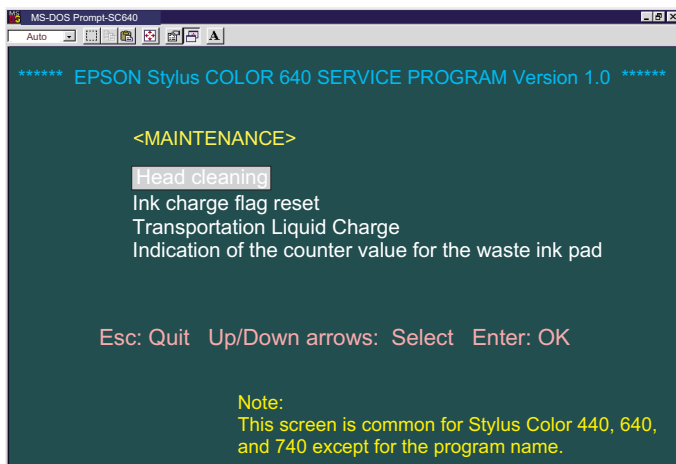 MS-DOS Prompt-SC640
Auto
A
****** EPSON Stylus COLOR 640 SERVICE PROGRAM Version 1.0 ******
<MAINTENANCE>
Head cleaning
Ink charge flag reset
Transportation Liquid Charge
Indication of the counter value for the waste ink pad
Esc: Quit Up/Down arrows: Select Enter: OK
Note:
This screen is common for Stylus Color 440, 640,
and 740 except for the program name.